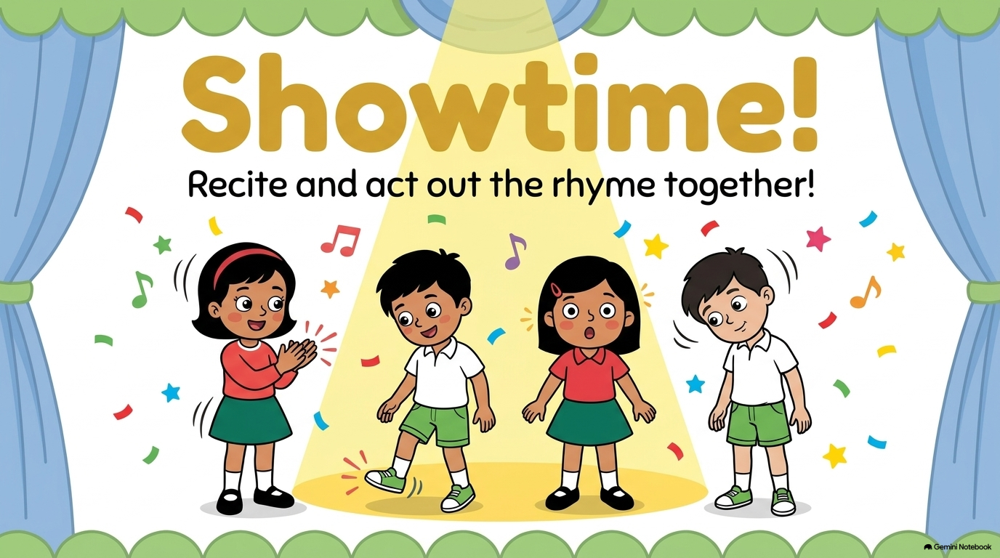 Showtime!
Recite and act out the rhyme together!
Gemini Notebook